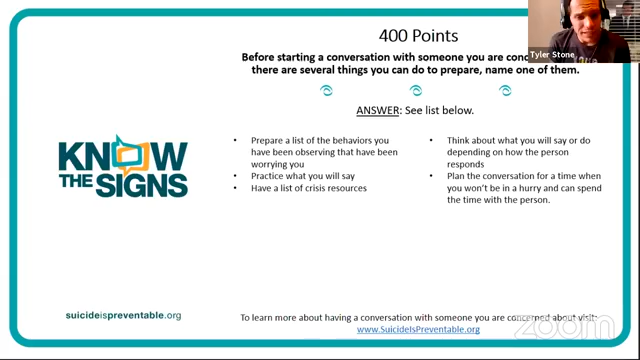 400 Points
Tyler Stone
Before starting a conversation with someone you are
there are several things you can do to prepare, name one of them.
ANSWER: See list below.
• Prepare a list of the behaviors you
have been observing that have been
worrying you
• Practice what you will say
• Have a list of crisis resources
• Think about what you will say or do
depending on how the person
responds
• Plan the conversation for a time when
you won't be in a hurry and can spend
the time with the person.
KNOW
THE SIGNS
suicideispreventable.org
To learn more about having a conversation with someone you are concerned about visit:
www.SuicideIsPreventable.org
zoom